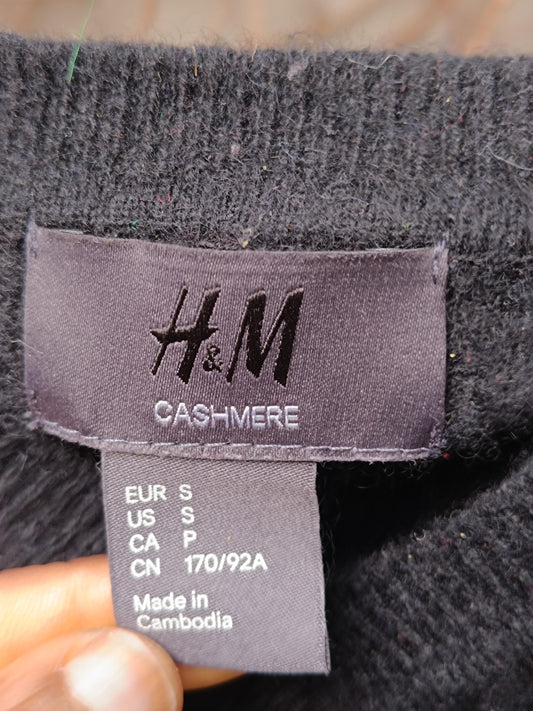 H&M
CASHMERE
EUR S
US S
CA P
CN 170/92A
Made in
Cambodia